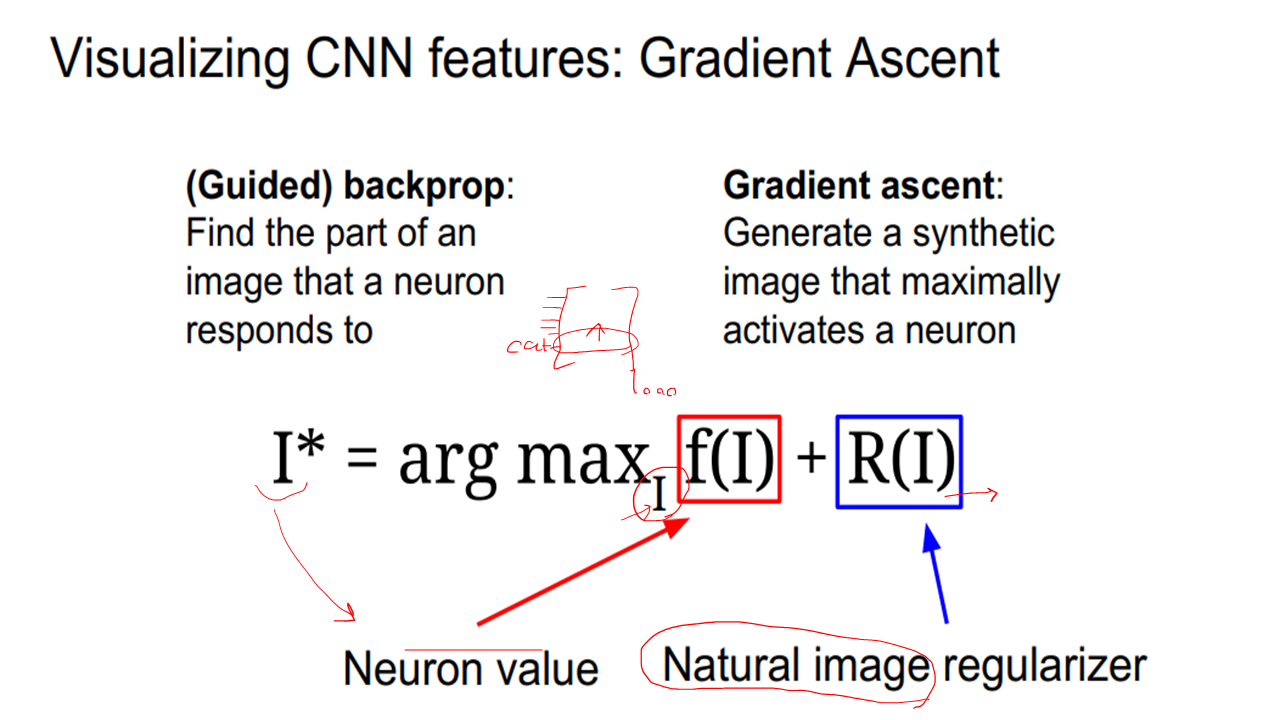 Visualizing CNN features: Gradient Ascent
(Guided) backprop:
Find the part of an
image that a neuron
responds to
Gradient ascent:
Generate a synthetic
image that maximally
activates a neuron
cat
1000
I* = arg max_I f(I) + R(I)
Neuron value
Natural image regularizer